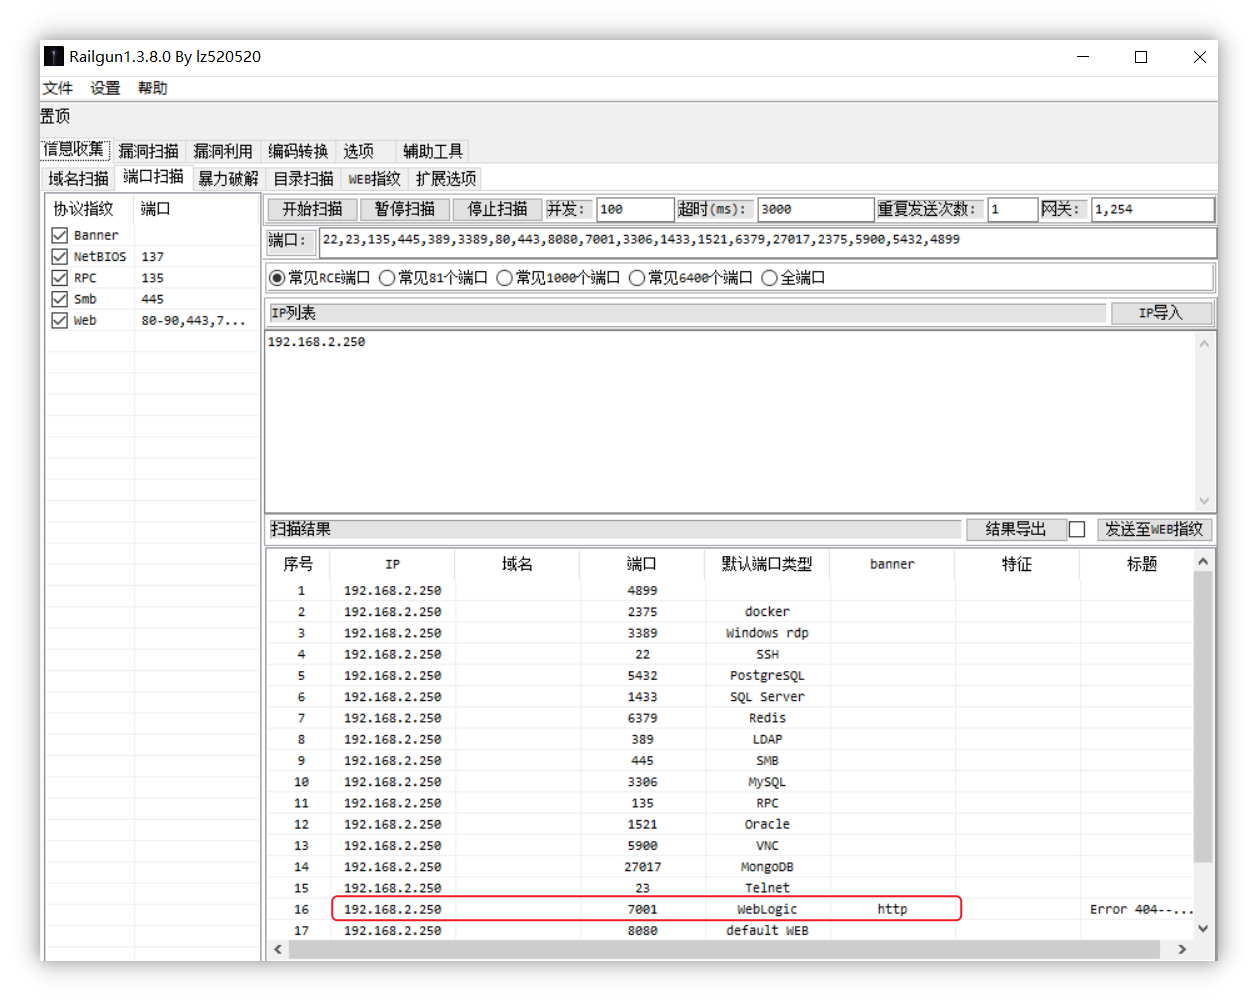 Railgun1.3.8.0 By lz520520
文件 设置 帮助
置顶
信息收集 漏洞扫描 漏洞利用 编码转换 选项 辅助工具
域名扫描 端口扫描 暴力破解 目录扫描 WEB指纹 扩展选项
协议指纹 端口
Banner
NetBIOS 137
RPC 135
Smb 445
Web 80-90,443,7...
开始扫描 暂停扫描 停止扫描 并发: 100 超时(ms): 3000 重复发送次数: 1 网关: 1,254
端口: 22,23,135,445,389,3389,80,443,8080,7001,3306,1433,1521,6379,27017,2375,5900,5432,4899
常见RCE端口 常见81个端口 常见1000个端口 常见6400个端口 全端口
IP列表 IP导入
192.168.2.250
扫描结果 结果导出 发送至WEB指纹
序号 IP 域名 端口 默认端口类型 banner 特征 标题
1 192.168.2.250 4899
2 192.168.2.250 2375 docker
3 192.168.2.250 3389 Windows rdp
4 192.168.2.250 22 SSH
5 192.168.2.250 5432 PostgreSQL
6 192.168.2.250 1433 SQL Server
7 192.168.2.250 6379 Redis
8 192.168.2.250 389 LDAP
9 192.168.2.250 445 SMB
10 192.168.2.250 3306 MySQL
11 192.168.2.250 135 RPC
12 192.168.2.250 1521 Oracle
13 192.168.2.250 5900 VNC
14 192.168.2.250 27017 MongoDB
15 192.168.2.250 23 Telnet
16 192.168.2.250 7001 WebLogic http Error 404--...
17 192.168.2.250 8080 default WEB